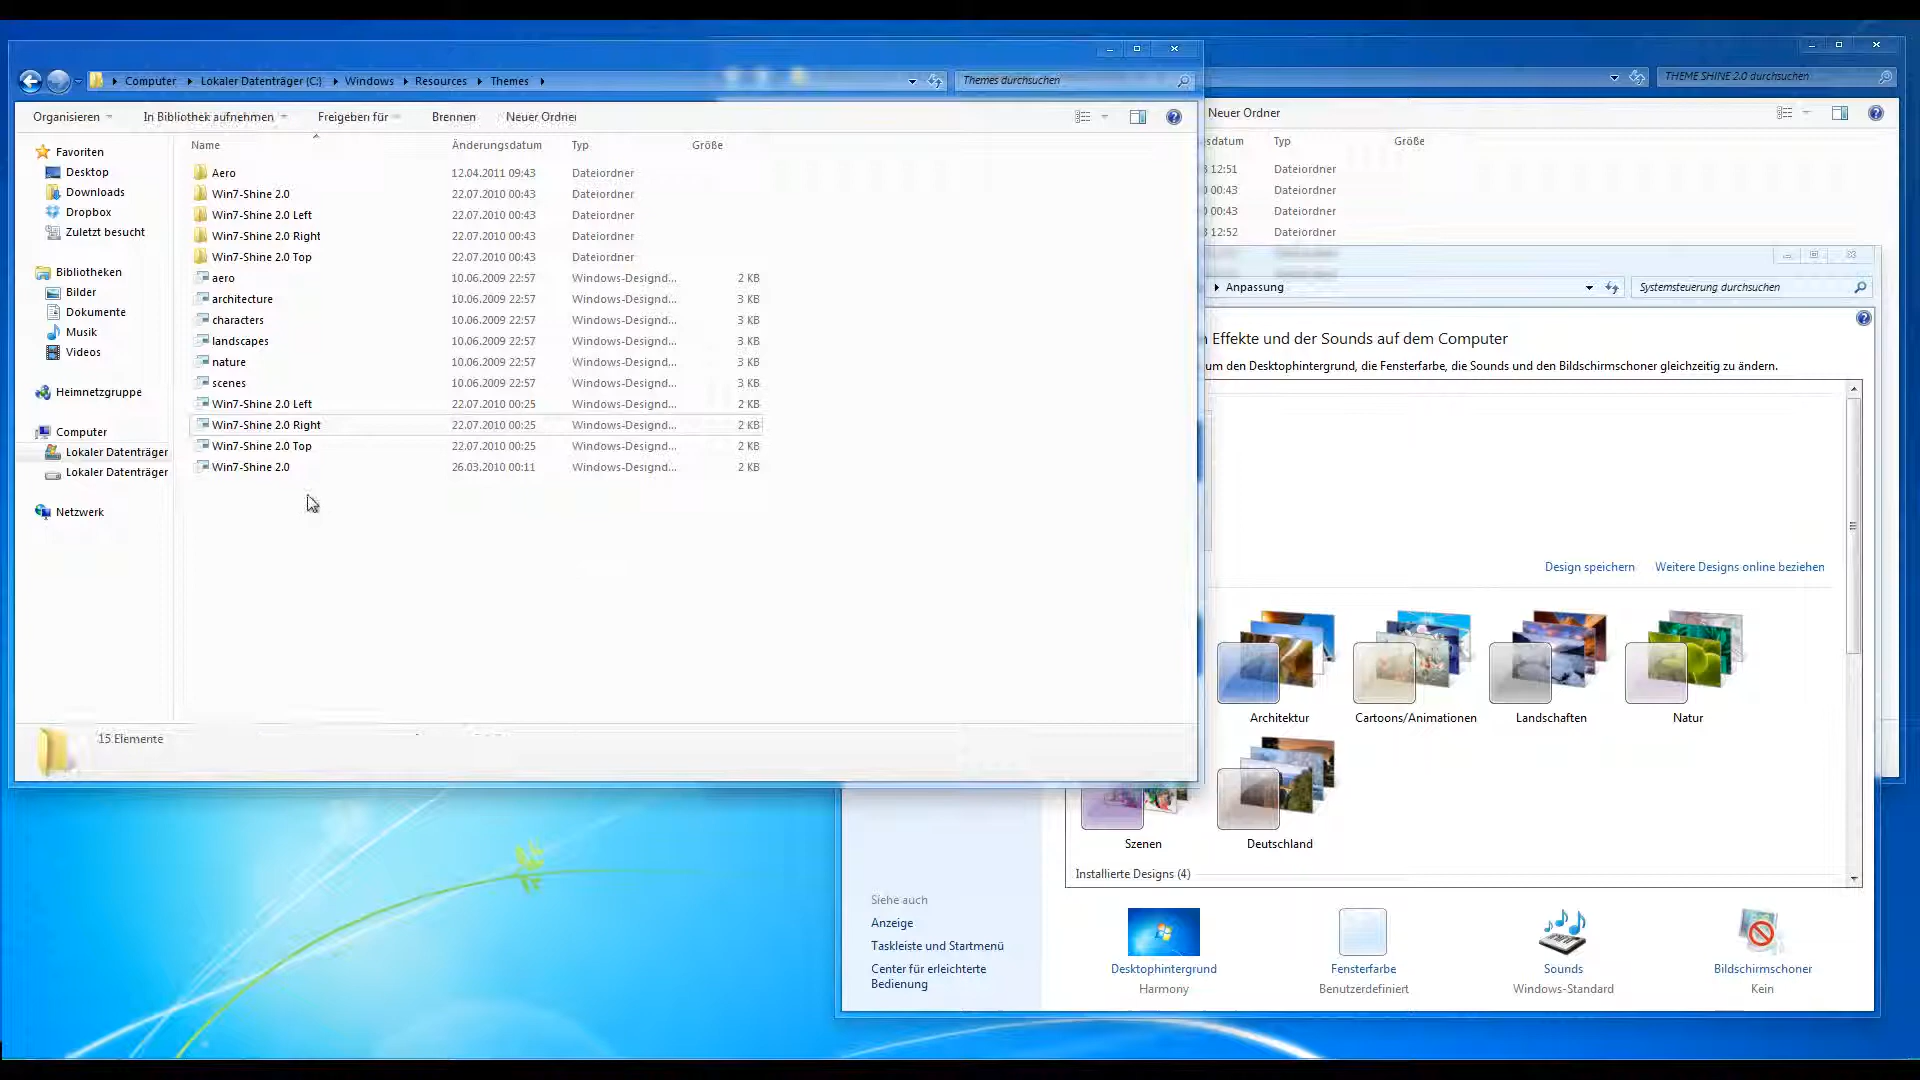 Computer Lokaler Datenträger (C:) Windows Resources Themes
Themes durchsuchen
THEME SHINE 2.0 durchsuchen
Organisieren In Bibliothek aufnehmen Freigeben für Brennen Neuer Ordner
Neuer Ordner
Favoriten
Desktop
Downloads
Dropbox
Zuletzt besucht
Bibliotheken
Bilder
Dokumente
Musik
Videos
Heimnetzgruppe
Computer
Lokaler Datenträger
Lokaler Datenträger
Netzwerk
Name Änderungsdatum Typ Größe
Aero 12.04.2011 09:43 Dateiordner
Win7-Shine 2.0 22.07.2010 00:43 Dateiordner
Win7-Shine 2.0 Left 22.07.2010 00:43 Dateiordner
Win7-Shine 2.0 Right 22.07.2010 00:43 Dateiordner
Win7-Shine 2.0 Top 22.07.2010 00:43 Dateiordner
aero 10.06.2009 22:57 Windows-Designd... 2 KB
architecture 10.06.2009 22:57 Windows-Designd... 3 KB
characters 10.06.2009 22:57 Windows-Designd... 3 KB
landscapes 10.06.2009 22:57 Windows-Designd... 3 KB
nature 10.06.2009 22:57 Windows-Designd... 3 KB
scenes 10.06.2009 22:57 Windows-Designd... 3 KB
Win7-Shine 2.0 Left 22.07.2010 00:25 Windows-Designd... 2 KB
Win7-Shine 2.0 Right 22.07.2010 00:25 Windows-Designd... 2 KB
Win7-Shine 2.0 Top 22.07.2010 00:25 Windows-Designd... 2 KB
Win7-Shine 2.0 26.03.2010 00:11 Windows-Designd... 2 KB
15 Elemente
sdatum Typ Größe
12:51 Dateiordner
00:43 Dateiordner
00:43 Dateiordner
12:52 Dateiordner
Anpassung
Systemsteuerung durchsuchen
Effekte und der Sounds auf dem Computer
um den Desktophintergrund, die Fensterfarbe, die Sounds und den Bildschirmschoner gleichzeitig zu ändern.
Design speichern Weitere Designs online beziehen
Architektur Cartoons/Animationen Landschaften Natur
Szenen Deutschland
Installierte Designs (4)
Siehe auch
Anzeige
Taskleiste und Startmenü
Center für erleichterte
Bedienung
Desktophintergrund
Harmony
Fensterfarbe
Benutzerdefiniert
Sounds
Windows-Standard
Bildschirmschoner
Kein